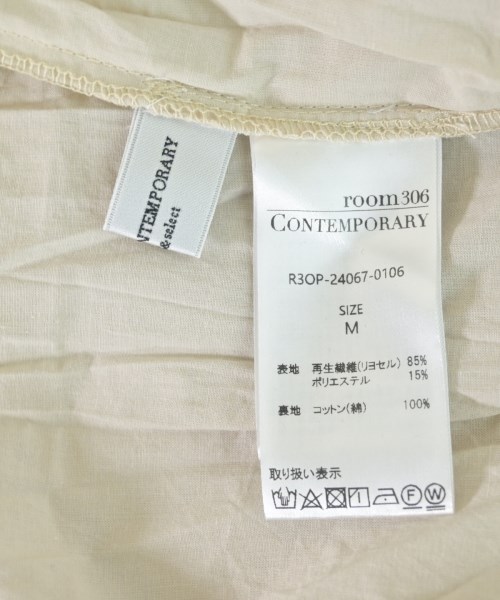 NTEMPORARY
& select
room306
CONTEMPORARY
R3OP-24067-0106
SIZE
M
表地 再生繊維(リヨセル) 85%
ポリエステル 15%
裏地 コットン(綿) 100%
取り扱い表示
F W